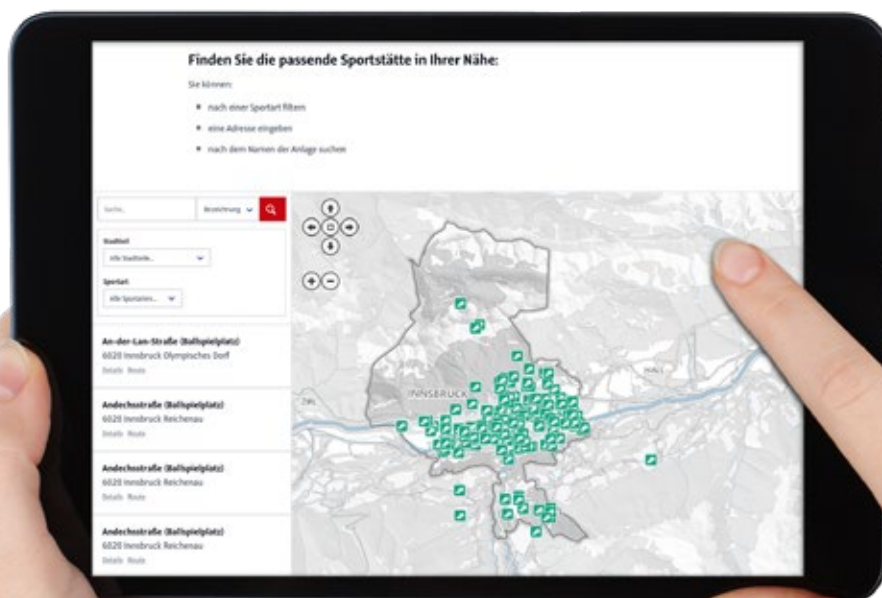 Finden Sie die passende Sportstätte in Ihrer Nähe:
Sie können:
nach einer Sportart filtern
eine Adresse eingeben
nach dem Namen der Anlage suchen
Suche,
Bezeichnung
Stadtteil
Alle Stadtteile...
Sportart
Alle Sportarten...
An-der-Lan-Straße (Ballspielplatz)
6020 Innsbruck Olympisches Dorf
Details Route
Andechsstraße (Ballspielplatz)
6020 Innsbruck Reichenau
Details Route
Andechsstraße (Ballspielplatz)
6020 Innsbruck Reichenau
Details Route
Andechsstraße (Ballspielplatz)
6020 Innsbruck Reichenau
Details Route
INNSBRUCK
HALL
ZIRL